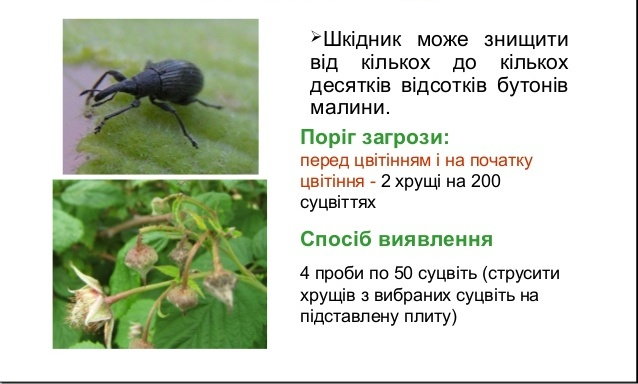 ➢Шкідник може знищити
від кількох до кількох
десятків відсотків бутонів
малини.
Поріг загрози:
перед цвітінням і на початку
цвітіння - 2 хрущі на 200
суцвіттях
Спосіб виявлення
4 проби по 50 суцвіть (струсити
хрущів з вибраних суцвіть на
підставлену плиту)